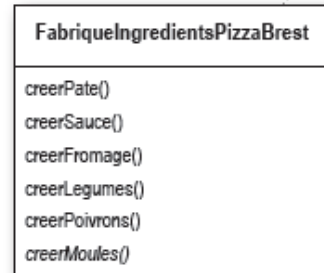 FabriqueIngredientsPizzaBrest
creerPate()
creerSauce()
creerFromage()
creerLegumes()
creerPoivrons()
creerMoules()